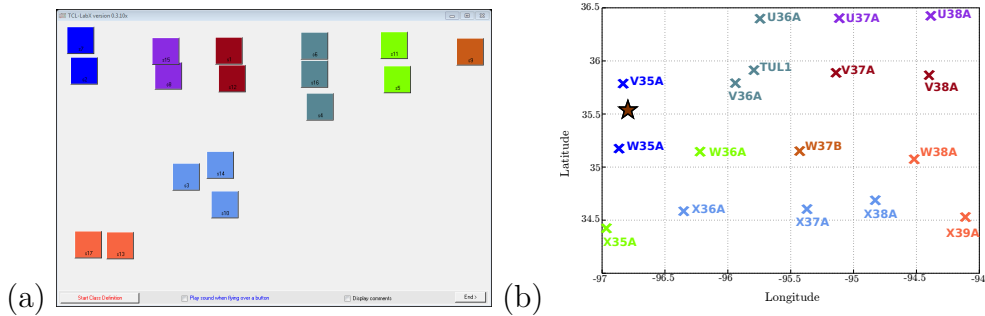 TCL-LabX version 0.3.10x
s11
s6
s16
s5
s14
s3
s10
s17
s13
Start Class Definition
Play sound when flying over a button
Display comments
End >
(a)
36.5
36
35.5
35
34.5
Latitude
U36A
U37A
U38A
TUL1
V37A
V35A
V36A
V38A
W35A
W36A
W37B
W38A
X36A
X37A
X38A
X35A
X39A
-97
-96.5
-96
-95.5
-95
-94.5
-94
Longitude
(b)